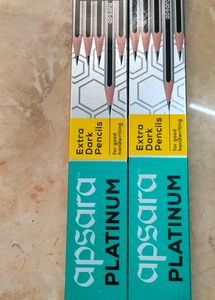 apsara
PLATINUM
Extra
Dark
Pencils
for good
handwriting
apsara
PLATINUM
Extra
Dark
Pencils
for good
handwriting